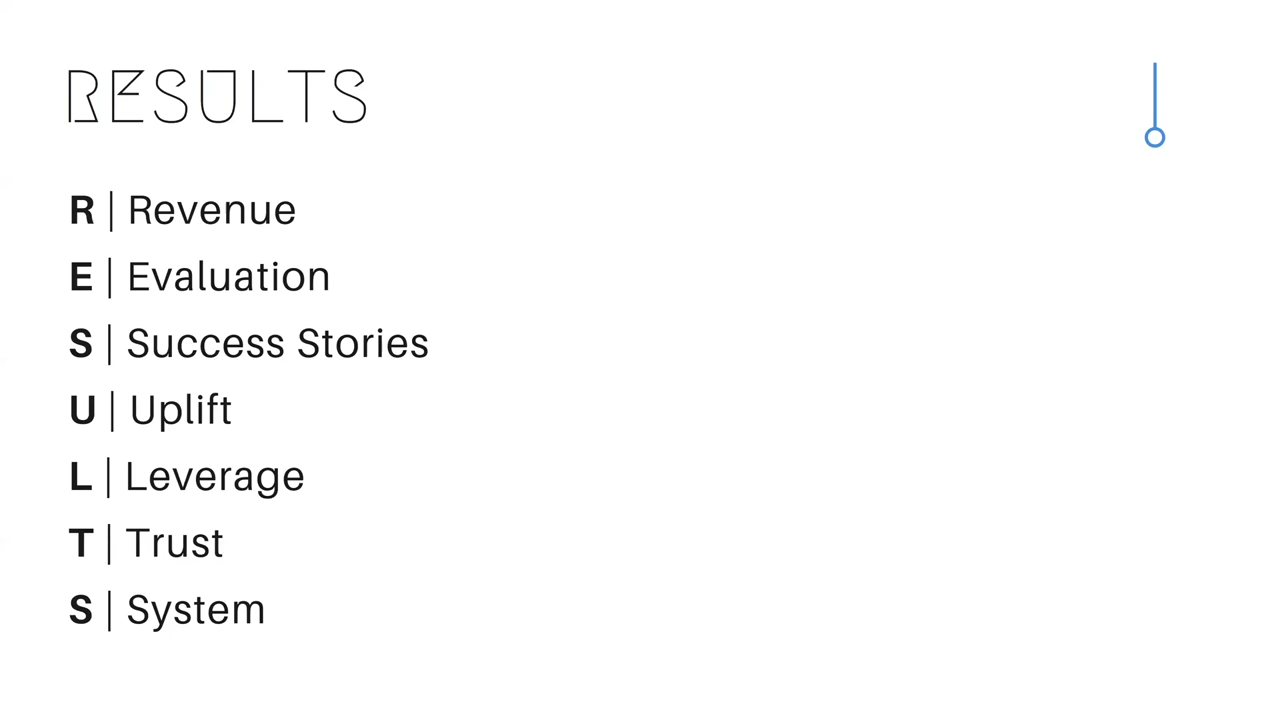 RESULTS
R | Revenue
E | Evaluation
S | Success Stories
U | Uplift
L | Leverage
T | Trust
S | System